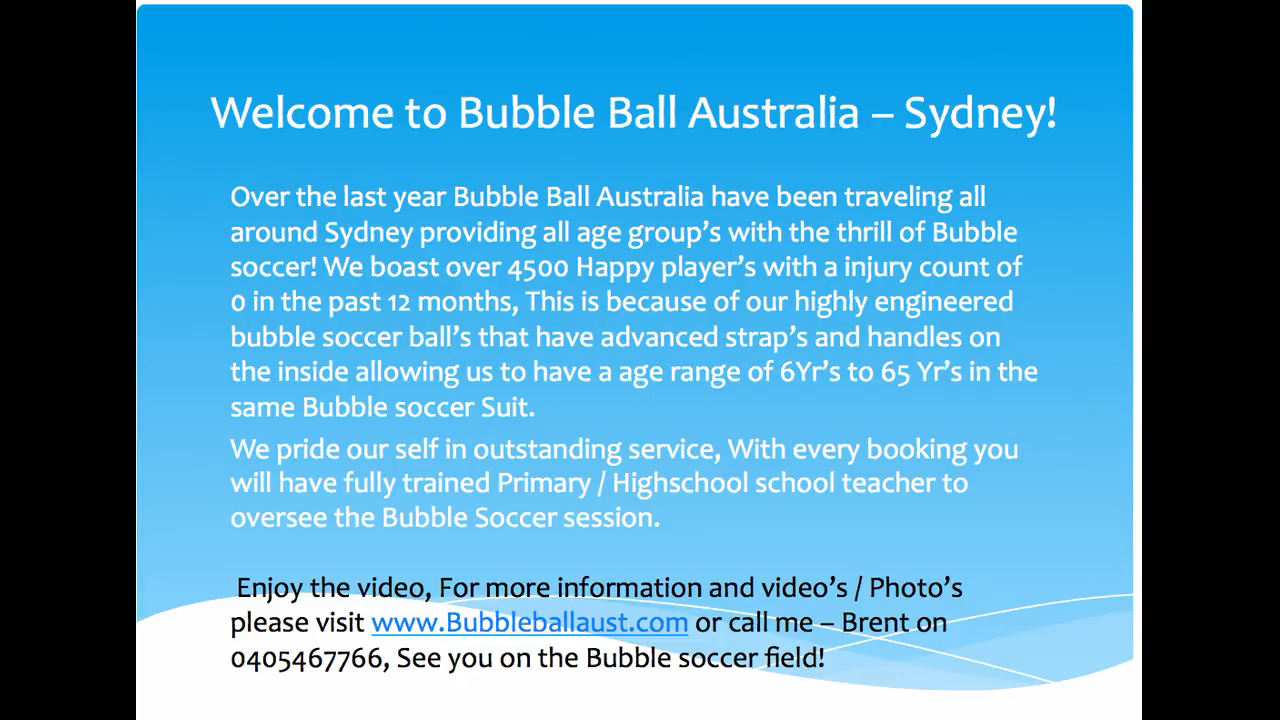 Welcome to Bubble Ball Australia – Sydney!
Over the last year Bubble Ball Australia have been traveling all
around Sydney providing all age group's with the thrill of Bubble
soccer! We boast over 4500 Happy player's with a injury count of
0 in the past 12 months, This is because of our highly engineered
bubble soccer ball's that have advanced strap's and handles on
the inside allowing us to have a age range of 6Yr's to 65 Yr's in the
same Bubble soccer Suit.
We pride our self in outstanding service, With every booking you
will have fully trained Primary / Highschool school teacher to
oversee the Bubble Soccer session.
Enjoy the video, For more information and video's / Photo's
please visit www.Bubbleballaust.com or call me – Brent on
0405467766, See you on the Bubble soccer field!